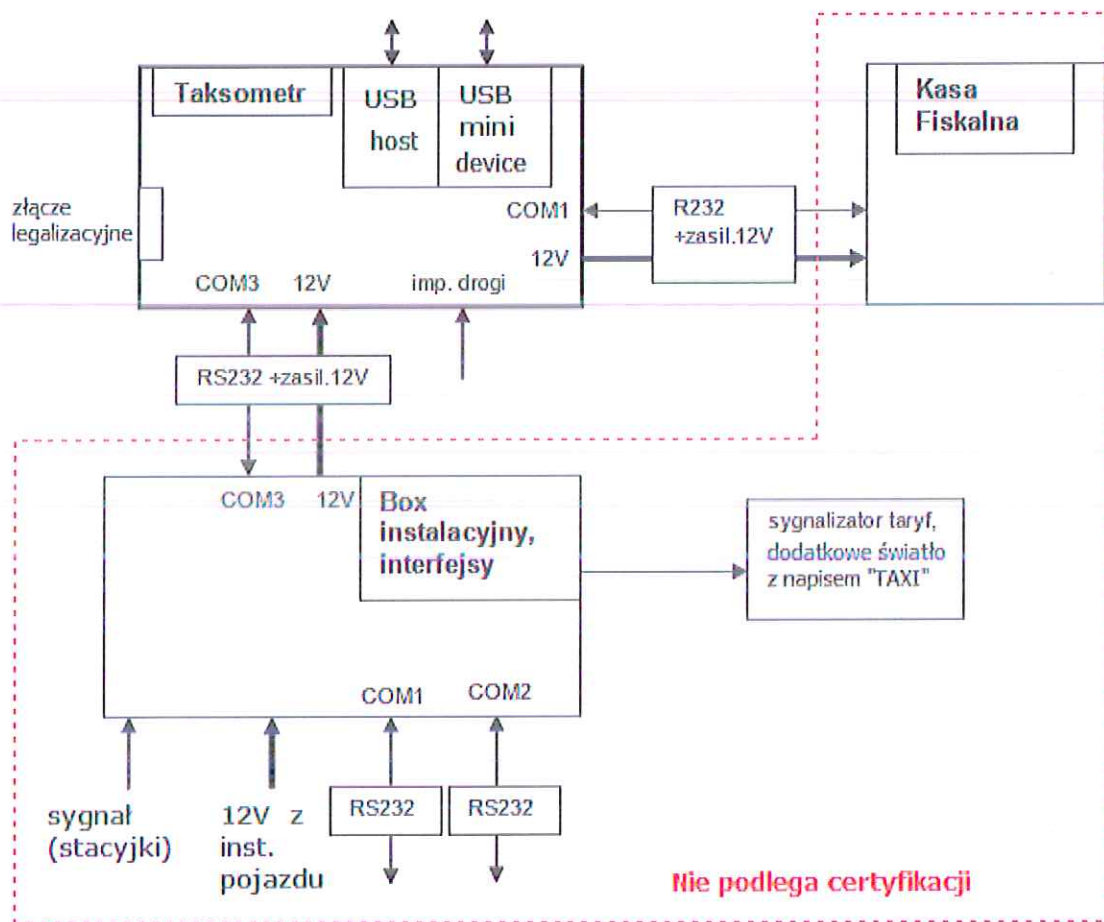 Taksometr
USB
host
USB
mini
device
Kasa
Fiskalna
złącze
legalizacyjne
COM1
12V
R232
+zasil.12V
COM3
12V
imp. drogi
RS232 +zasil.12V
COM3
12V
Box
instalacyjny,
interfejsy
sygnalizator taryf,
dodatkowe światło
z napisem "TAXI"
COM1
COM2
RS232
RS232
sygnał
(stacyjki)
12V z
inst.
pojazdu
Nie podlega certyfikacji